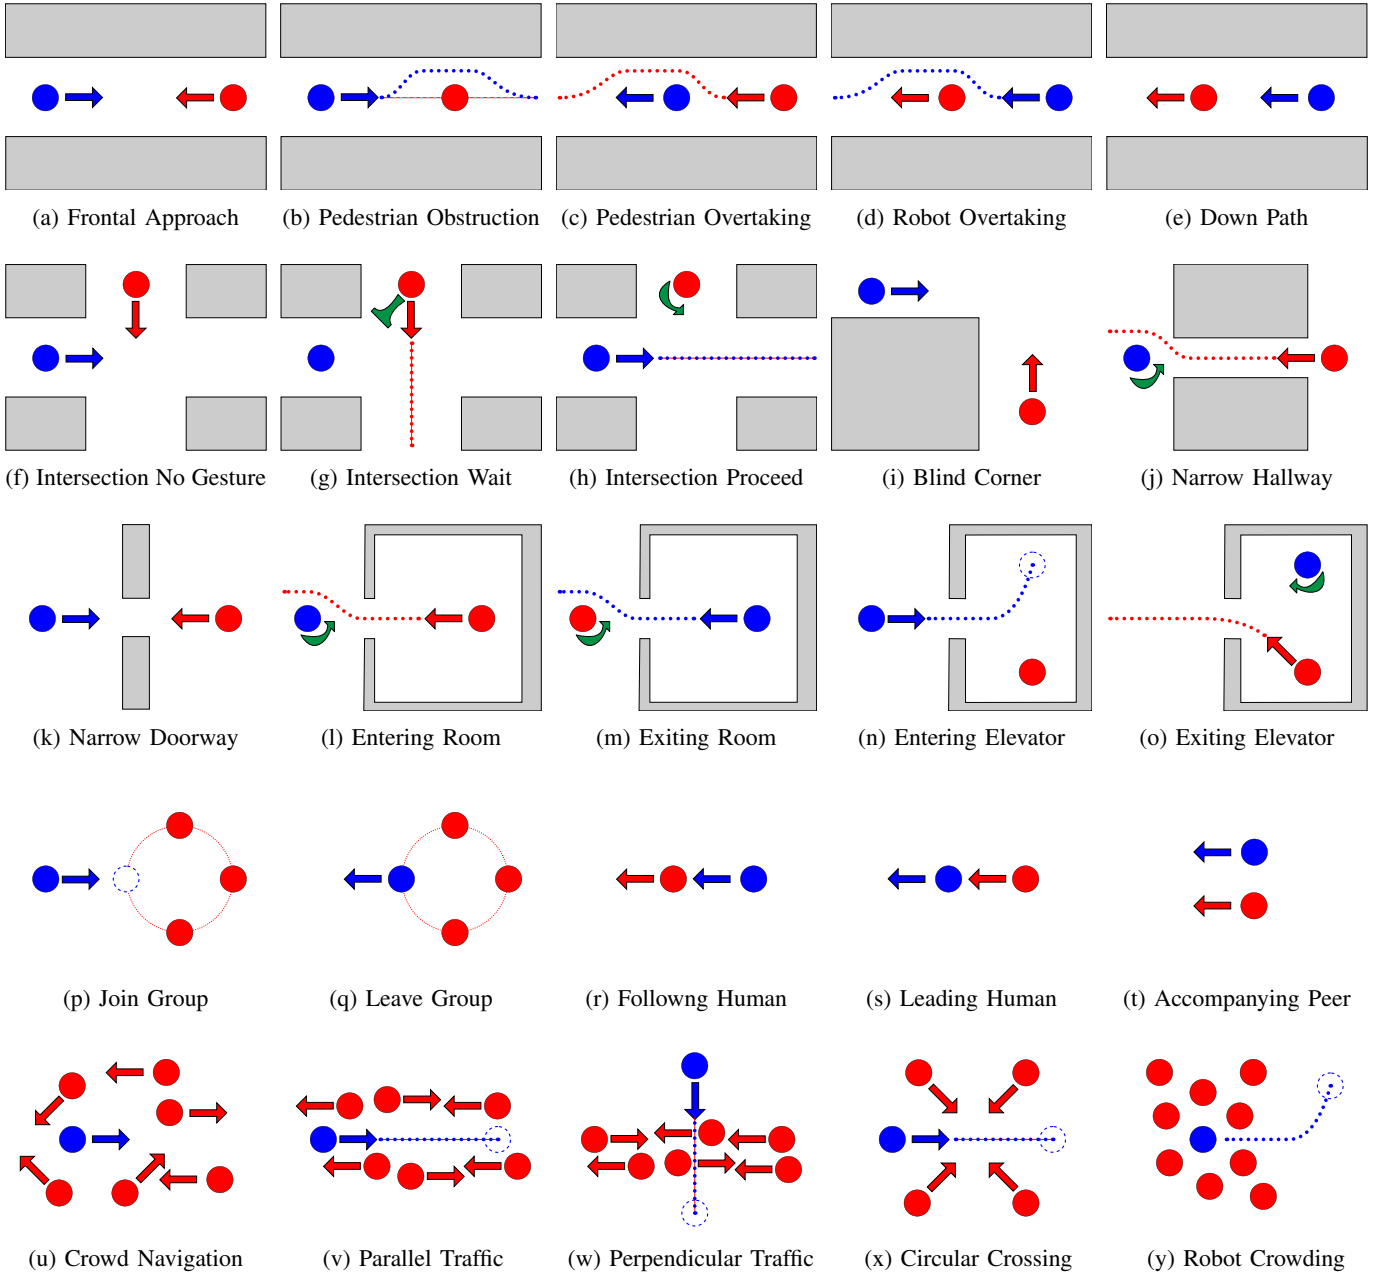 (a) Frontal Approach
(b) Pedestrian Obstruction
(c) Pedestrian Overtaking
(d) Robot Overtaking
(e) Down Path
(f) Intersection No Gesture
(g) Intersection Wait
(h) Intersection Proceed
(i) Blind Corner
(j) Narrow Hallway
(k) Narrow Doorway
(l) Entering Room
(m) Exiting Room
(n) Entering Elevator
(o) Exiting Elevator
(p) Join Group
(q) Leave Group
(r) Followng Human
(s) Leading Human
(t) Accompanying Peer
(u) Crowd Navigation
(v) Parallel Traffic
(w) Perpendicular Traffic
(x) Circular Crossing
(y) Robot Crowding